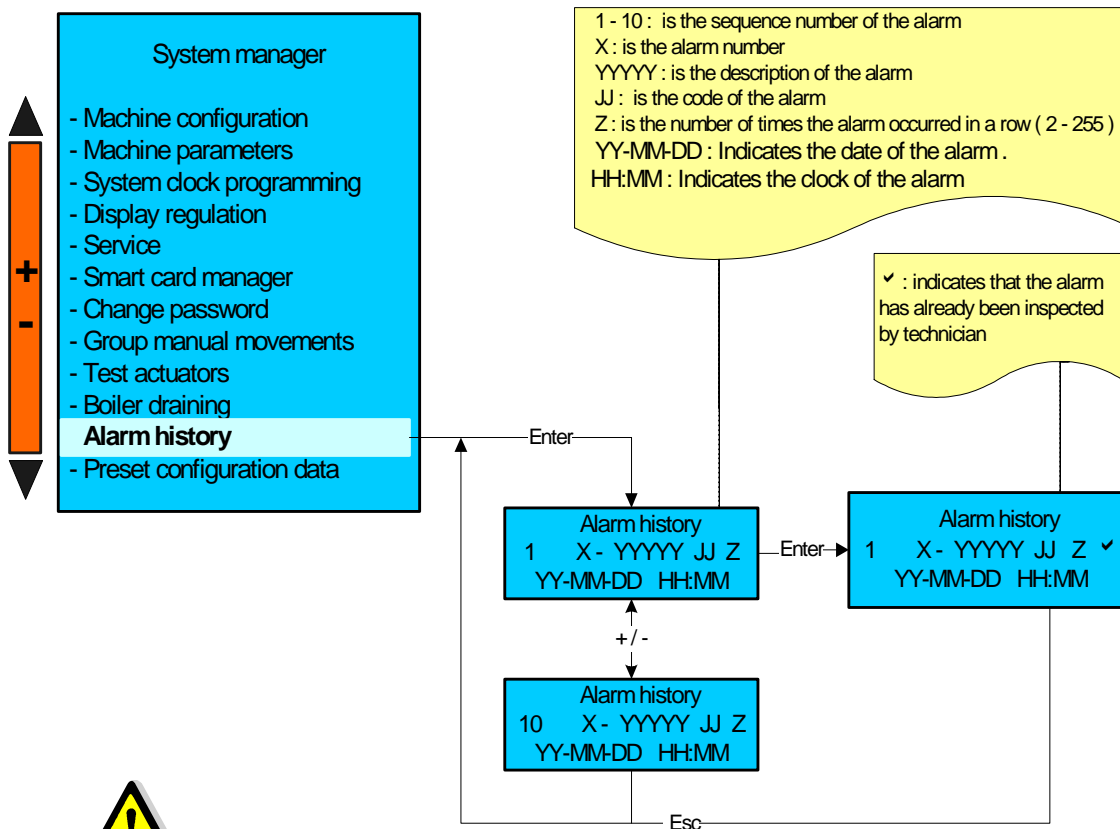 System manager
- Machine configuration
- Machine parameters
- System clock programming
- Display regulation
- Service
- Smart card manager
- Change password
- Group manual movements
- Test actuators
- Boiler draining
Alarm history
- Preset configuration data
+
-
1 - 10 : is the sequence number of the alarm
X : is the alarm number
YYYYY : is the description of the alarm
JJ : is the code of the alarm
Z : is the number of times the alarm occurred in a row ( 2 - 255 )
YY-MM-DD : Indicates the date of the alarm .
HH:MM : Indicates the clock of the alarm
✓ : indicates that the alarm
has already been inspected
by technician
Enter
Alarm history
1 X - YYYYY JJ Z
YY-MM-DD HH:MM
Enter
Alarm history
1 X - YYYYY JJ Z ✓
YY-MM-DD HH:MM
+ / -
Alarm history
10 X - YYYYY JJ Z
YY-MM-DD HH:MM
Esc
!